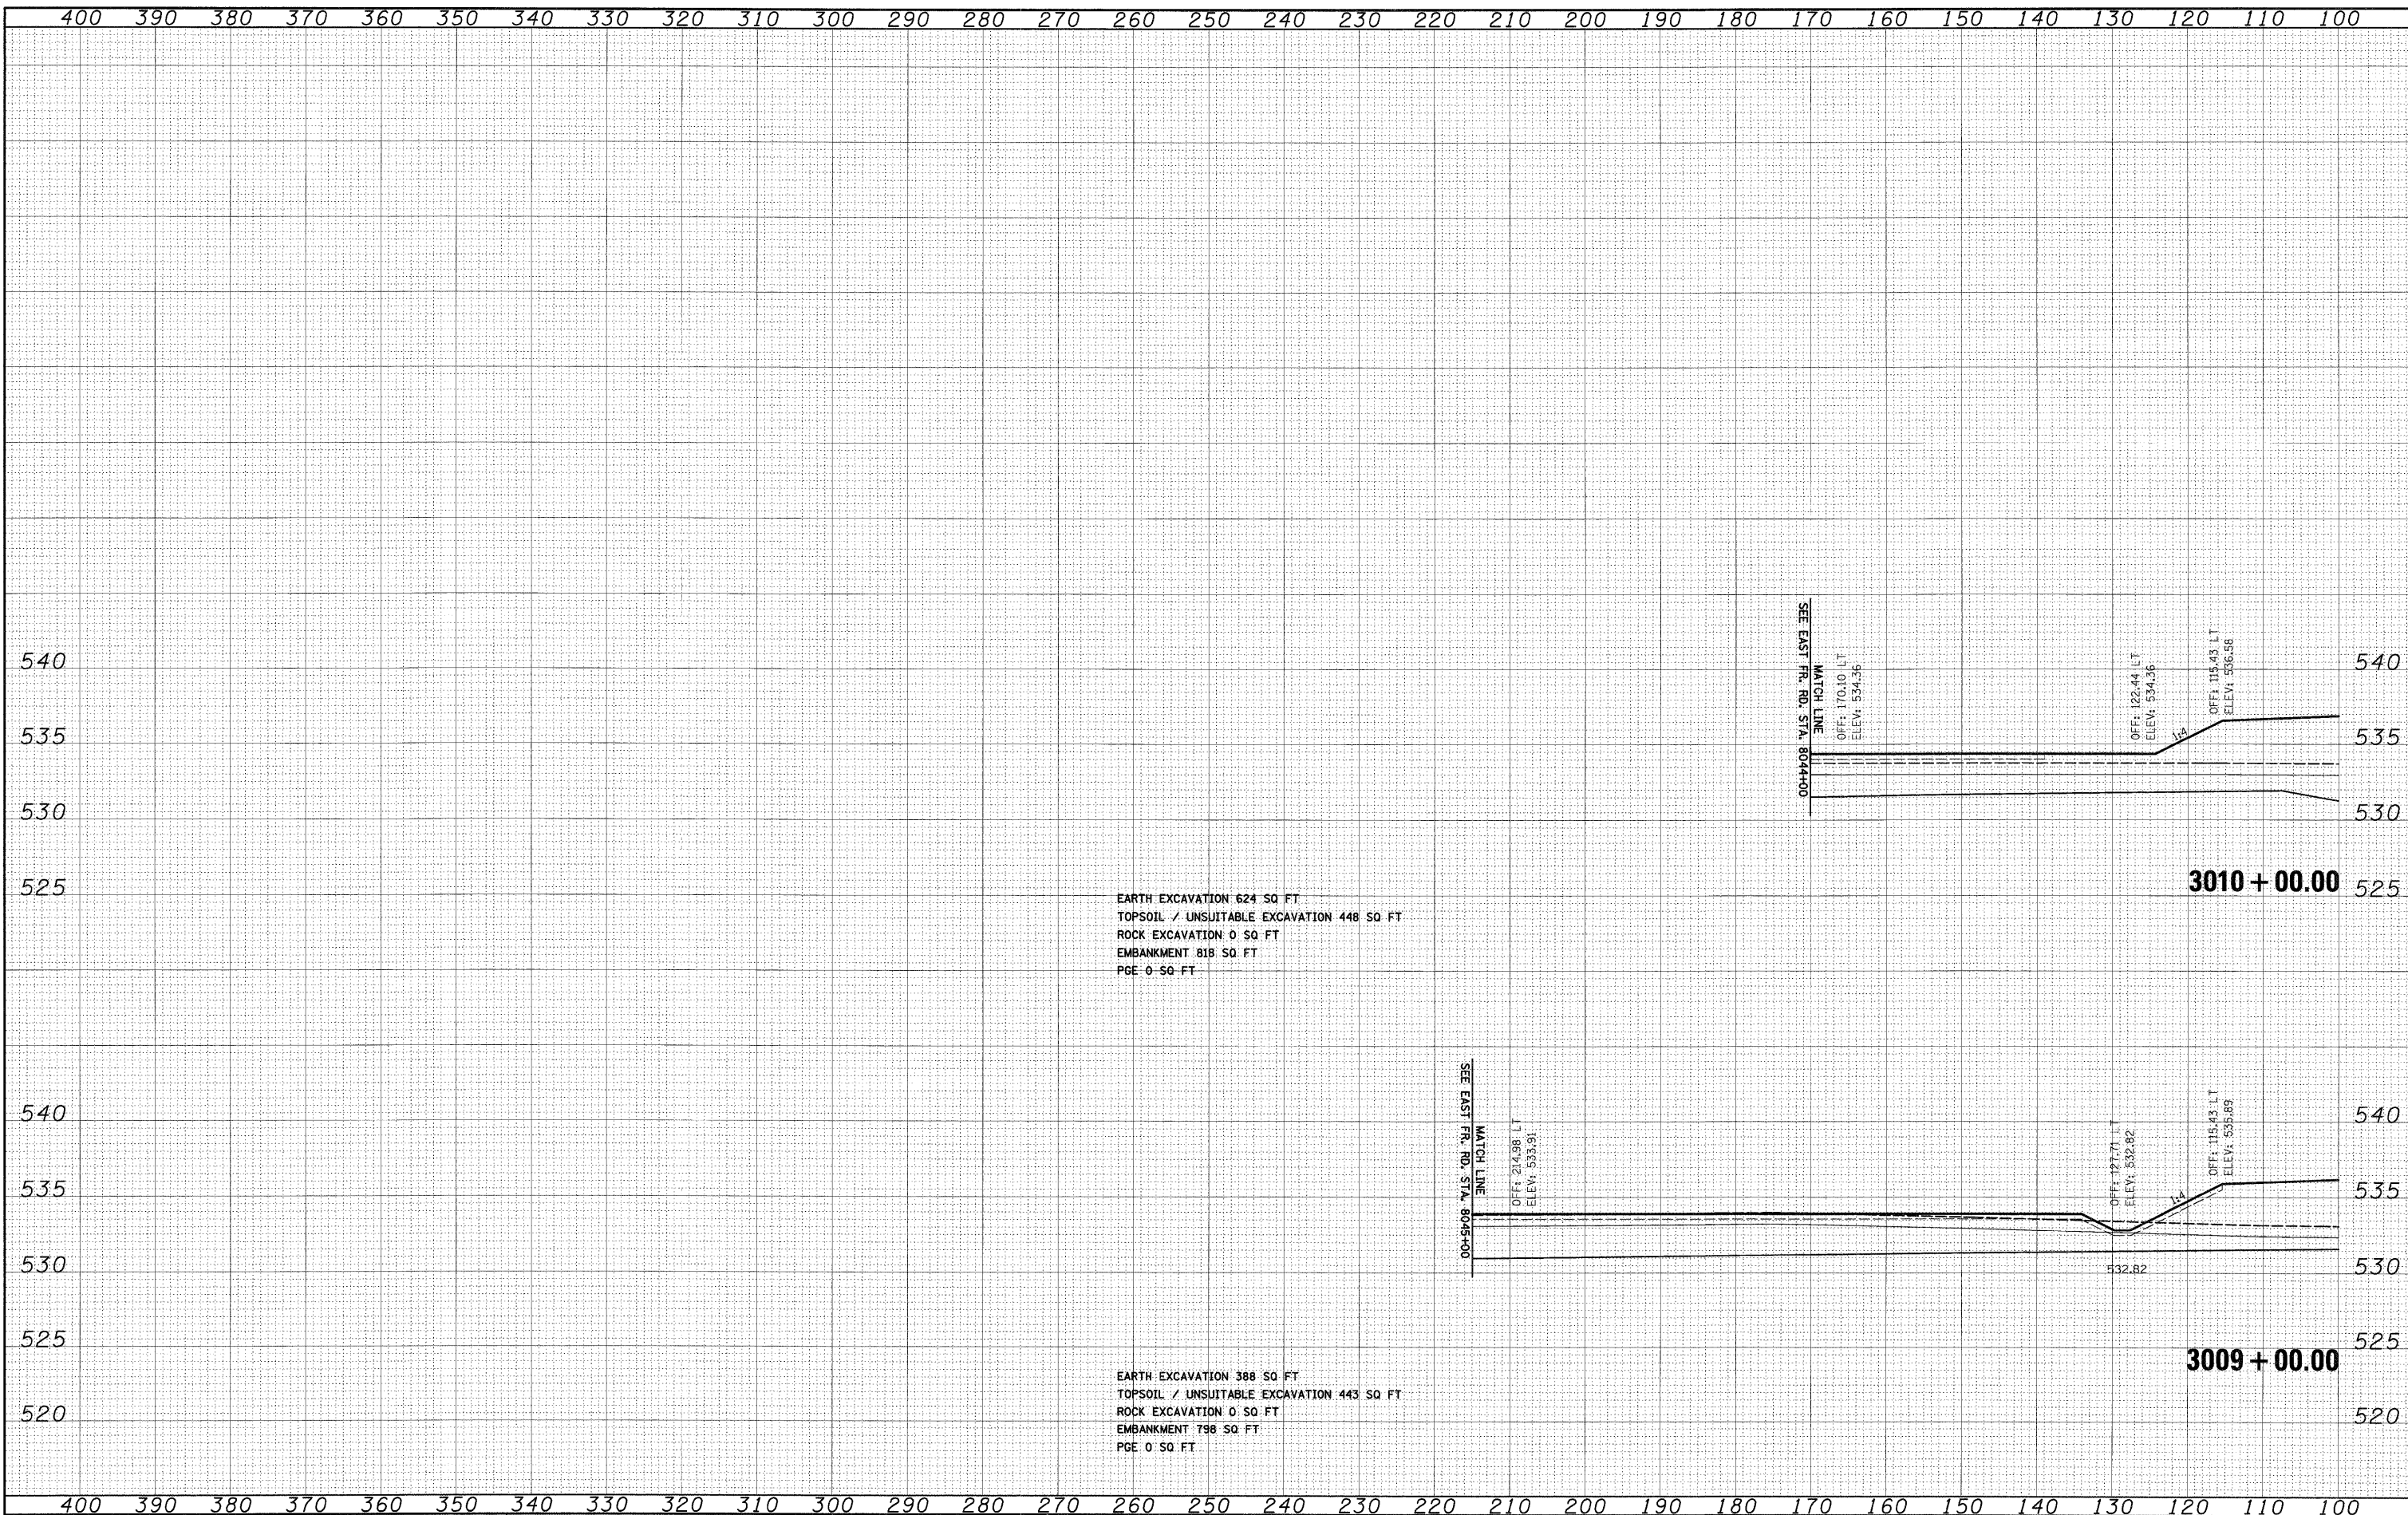 400 390 380 370 360 350 340 330 320 310 300 290 280 270 260 250 240 230 220 210 200 190 180 170 160 150 140 130 120 110 100
SEE EAST FR. RD. STA. 8044+00
MATCH LINE
OFF: 170.10 LT
ELEV: 534.36
OFF: 122.44 LT
ELEV: 534.36
OFF: 115.43 LT
ELEV: 536.58
1:4
540 540
535 535
530 530
525 525
3010 + 00.00
EARTH EXCAVATION 624 SQ FT
TOPSOIL / UNSUITABLE EXCAVATION 448 SQ FT
ROCK EXCAVATION 0 SQ FT
EMBANKMENT 818 SQ FT
PGE 0 SQ FT
SEE EAST FR. RD. STA. 8045+00
MATCH LINE
OFF: 214.98 LT
ELEV: 533.91
OFF: 127.71 LT
ELEV: 532.82
OFF: 115.43 LT
ELEV: 535.89
1:4
540 540
535 535
530 530
532.82
525 525
3009 + 00.00
520 520
EARTH EXCAVATION 388 SQ FT
TOPSOIL / UNSUITABLE EXCAVATION 443 SQ FT
ROCK EXCAVATION 0 SQ FT
EMBANKMENT 798 SQ FT
PGE 0 SQ FT
400 390 380 370 360 350 340 330 320 310 300 290 280 270 260 250 240 230 220 210 200 190 180 170 160 150 140 130 120 110 100